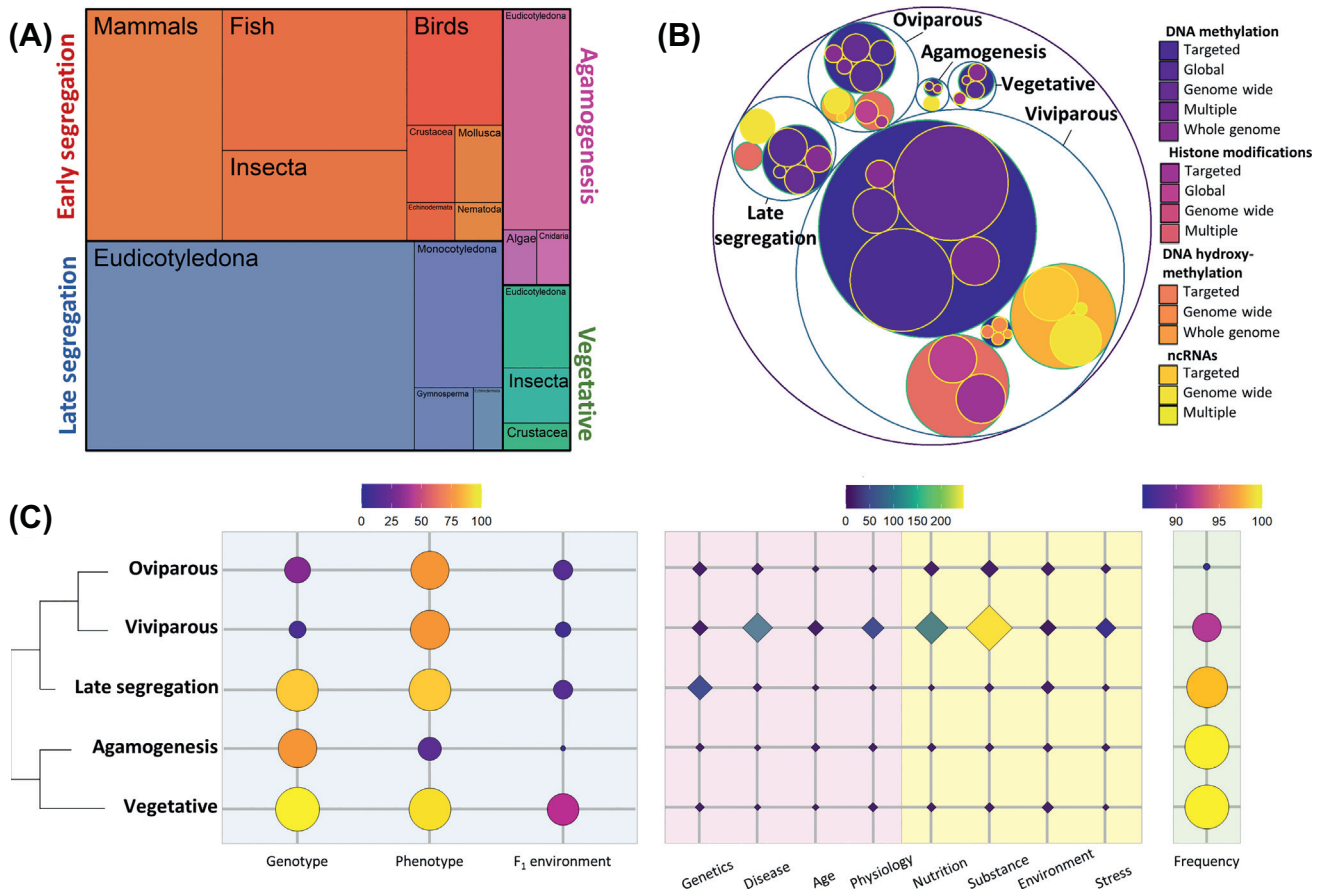 (A)
Early segregation
Late segregation
Agamogenesis
Vegetative
Mammals
Fish
Birds
Eudicotyledona
Insecta
Crustacea
Mollusca
Echinodermata
Nematoda
Algae
Cnidaria
Eudicotyledona
Monocotyledona
Gymnosperma
Eudicotyledona
Insecta
Crustacea
(B)
Oviparous
Agamogenesis
Vegetative
Viviparous
Late
segregation
DNA methylation
Targeted
Global
Genome wide
Multiple
Whole genome
Histone modifications
Targeted
Global
Genome wide
Multiple
DNA hydroxy-
methylation
Targeted
Genome wide
Whole genome
ncRNAs
Targeted
Genome wide
Multiple
(C)
0 25 50 75 100
0 50 100 150 200
90 95 100
Oviparous
Viviparous
Late segregation
Agamogenesis
Vegetative
Genotype
Phenotype
F₁ environment
Genetics
Disease
Age
Physiology
Nutrition
Substance
Environment
Stress
Frequency